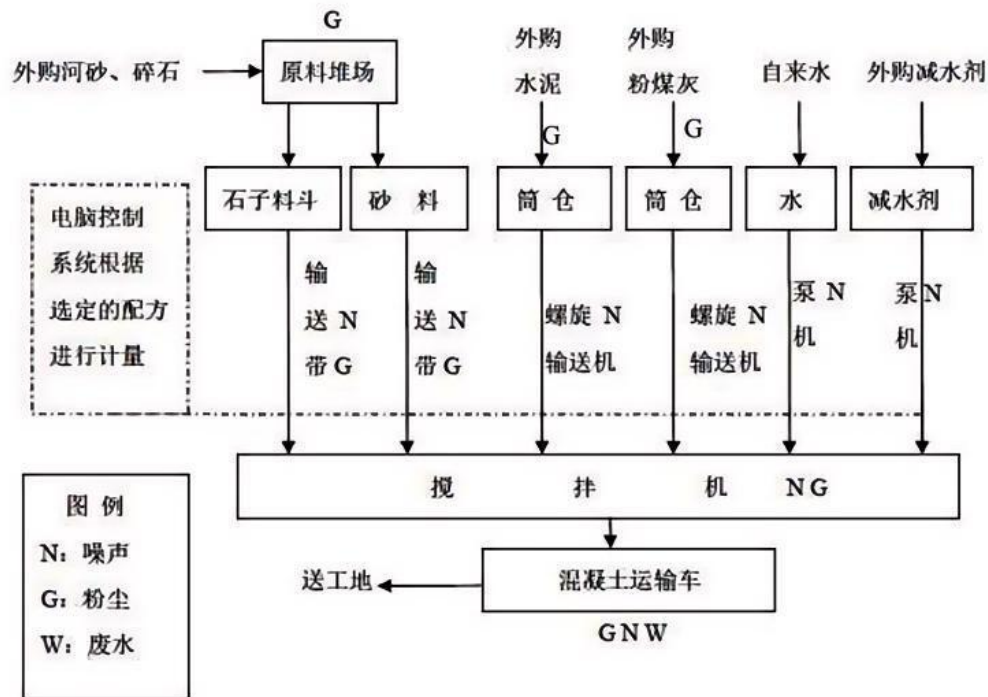 G
外购河砂、碎石
原料堆场
外购
水泥
G
外购
粉煤灰
G
自来水
外购减水剂
石子料斗
砂 料
筒 仓
筒 仓
水
减水剂
电脑控制
系统根据
选定的配方
进行计量
输
送 N
带 G
输
送 N
带 G
螺旋 N
输送机
螺旋 N
输送机
泵 N
机
泵 N
机
搅 拌 机 N G
混凝土运输车
送工地
G N W
图 例
N：噪声
G：粉尘
W：废水